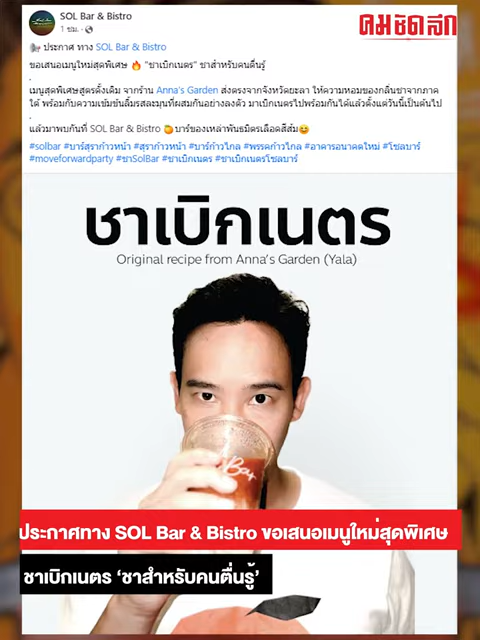 SOL Bar & Bistro
1 ชม.
คมชัดลึก
ประกาศ ทาง SOL Bar & Bistro
ขอเสนอเมนูใหม่สุดพิเศษ 🔥 "ชาเบิกเนตร" ชาสำหรับคนตื่นรู้
.
เมนูสุดพิเศษสูตรดั้งเดิม จากร้าน Anna's Garden ส่งตรงจากจังหวัดยะลา ให้ความหอมของกลิ่นชาจากภาค
ใต้ พร้อมกับความเข้มข้นลิ้มรสละมุนที่ผสมกันอย่างลงตัว มาเบิกเนตรไปพร้อมกันได้แล้วตั้งแต่วันนี้เป็นต้นไป
.
แล้วมาพบกันที่ SOL Bar & Bistro 🍊บาร์ของเหล่าพันธมิตรเลือดสีส้ม😊
#solbar #บาร์สุราก้าวหน้า #สุราก้าวหน้า #บาร์ก้าวไกล #พรรคก้าวไกล #อาคารอนาคตใหม่ #โซลบาร์
#moveforwardparty #ชาSolBar #ชาเบิกเนตร #ชาเบิกเนตรโซลบาร์
ชาเบิกเนตร
Original recipe from Anna's Garden (Yala)
Sol Bar
ประกาศทาง SOL Bar & Bistro ขอเสนอเมนูใหม่สุดพิเศษ
ชาเบิกเนตร ‘ชาสำหรับคนตื่นรู้’